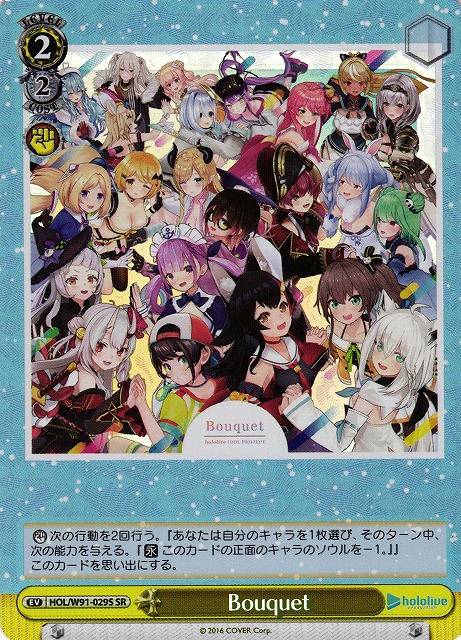 LEVEL
2
2
COST
Bouquet
hololive IDOL PROJECT
次の行動を2回行う。『あなたは自分のキャラを1枚選び、そのターン中、
次の能力を与える。『永 このカードの正面のキャラのソウルを－1。』』
このカードを思い出にする。
EV HOL/W91-029S SR Bouquet hololive
© 2016 COVER Corp.